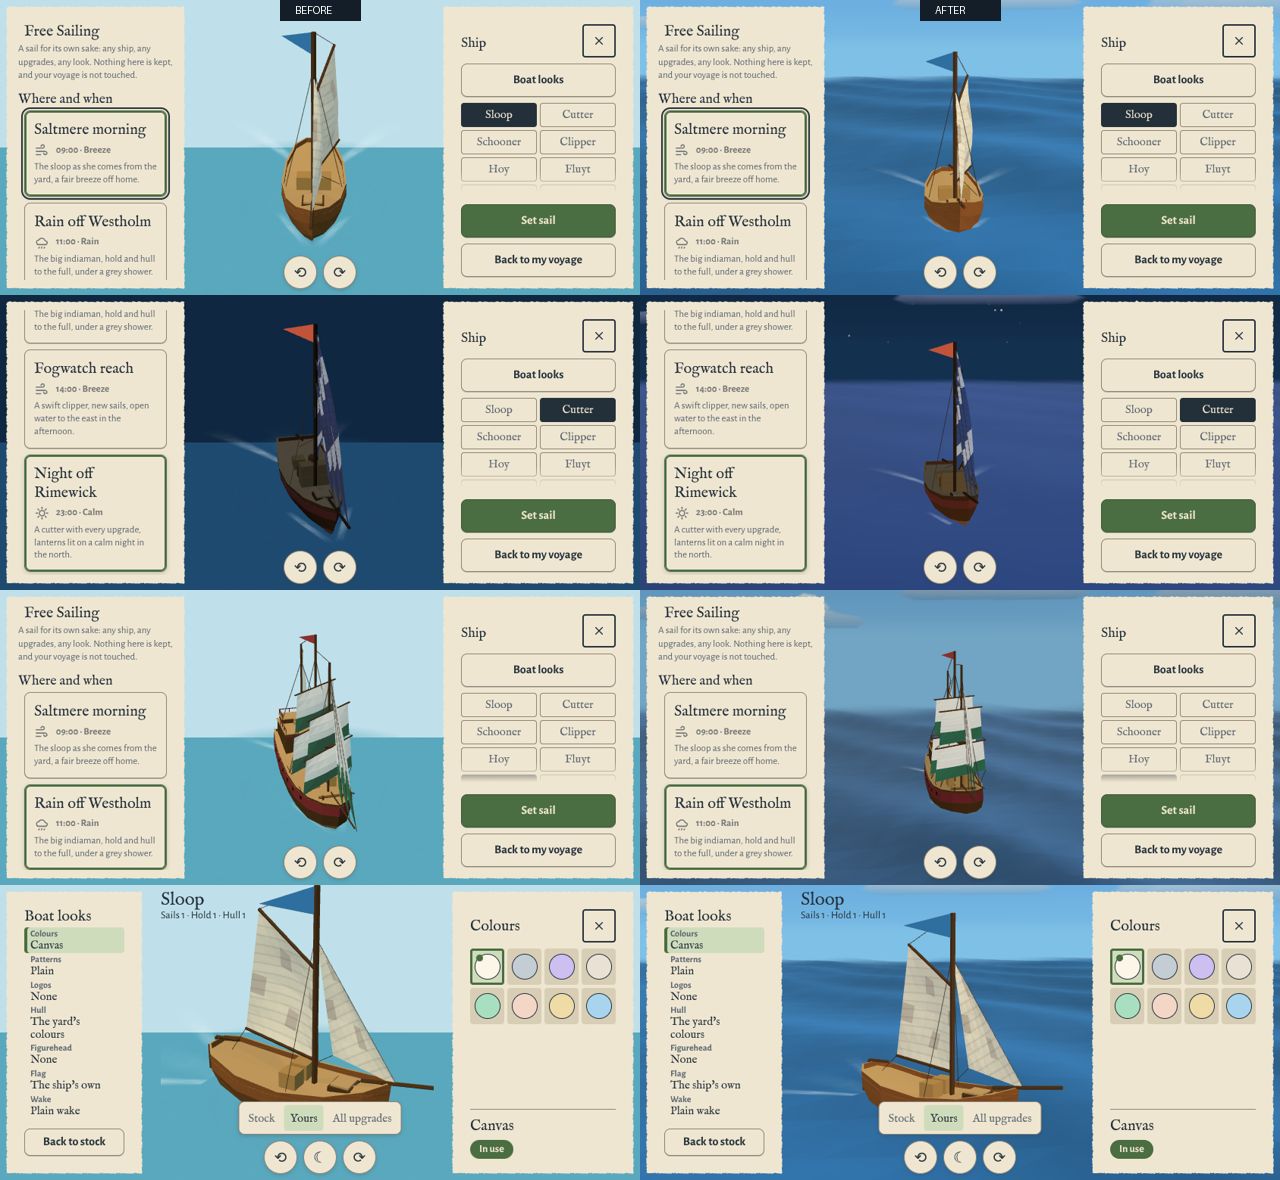 BEFORE
Free Sailing
A sail for its own sake: any ship, any
upgrades, any look. Nothing here is kept,
and your voyage is not touched.
Where and when
Saltmere morning
09:00 · Breeze
The sloop as she comes from the
yard, a fair breeze off home.
Rain off Westholm
11:00 · Rain
The big indiaman, hold and hull
to the full, under a grey shower.
Ship
×
Boat looks
Sloop
Cutter
Schooner
Clipper
Hoy
Fluyt
Set sail
Back to my voyage
AFTER
Free Sailing
A sail for its own sake: any ship, any
upgrades, any look. Nothing here is kept,
and your voyage is not touched.
Where and when
Saltmere morning
09:00 · Breeze
The sloop as she comes from the
yard, a fair breeze off home.
Rain off Westholm
11:00 · Rain
The big indiaman, hold and hull
to the full, under a grey shower.
Ship
×
Boat looks
Sloop
Cutter
Schooner
Clipper
Hoy
Fluyt
Set sail
Back to my voyage
The big indiaman, hold and hull
to the full, under a grey shower.
Fogwatch reach
14:00 · Breeze
A swift clipper, new sails, open
water to the east in the
afternoon.
Night off
Rimewick
23:00 · Calm
A cutter with every upgrade,
lanterns lit on a calm night in
the north.
Ship
×
Boat looks
Sloop
Cutter
Schooner
Clipper
Hoy
Fluyt
Set sail
Back to my voyage
The big indiaman, hold and hull
to the full, under a grey shower.
Fogwatch reach
14:00 · Breeze
A swift clipper, new sails, open
water to the east in the
afternoon.
Night off
Rimewick
23:00 · Calm
A cutter with every upgrade,
lanterns lit on a calm night in
the north.
Ship
×
Boat looks
Sloop
Cutter
Schooner
Clipper
Hoy
Fluyt
Set sail
Back to my voyage
Free Sailing
A sail for its own sake: any ship, any
upgrades, any look. Nothing here is kept,
and your voyage is not touched.
Where and when
Saltmere morning
09:00 · Breeze
The sloop as she comes from the
yard, a fair breeze off home.
Rain off Westholm
11:00 · Rain
The big indiaman, hold and hull
to the full, under a grey shower.
Ship
×
Boat looks
Sloop
Cutter
Schooner
Clipper
Hoy
Fluyt
Set sail
Back to my voyage
Free Sailing
A sail for its own sake: any ship, any
upgrades, any look. Nothing here is kept,
and your voyage is not touched.
Where and when
Saltmere morning
09:00 · Breeze
The sloop as she comes from the
yard, a fair breeze off home.
Rain off Westholm
11:00 · Rain
The big indiaman, hold and hull
to the full, under a grey shower.
Ship
×
Boat looks
Sloop
Cutter
Schooner
Clipper
Hoy
Fluyt
Set sail
Back to my voyage
Boat looks
Colours
Canvas
Patterns
Plain
Logos
None
Hull
The yard's
colours
Figurehead
None
Flag
The ship's own
Wake
Plain wake
Back to stock
Sloop
Sails 1 · Hold 1 · Hull 1
Stock
Yours
All upgrades
Colours
×
Canvas
In use
Boat looks
Colours
Canvas
Patterns
Plain
Logos
None
Hull
The yard's
colours
Figurehead
None
Flag
The ship's own
Wake
Plain wake
Back to stock
Sloop
Sails 1 · Hold 1 · Hull 1
Stock
Yours
All upgrades
Colours
×
Canvas
In use